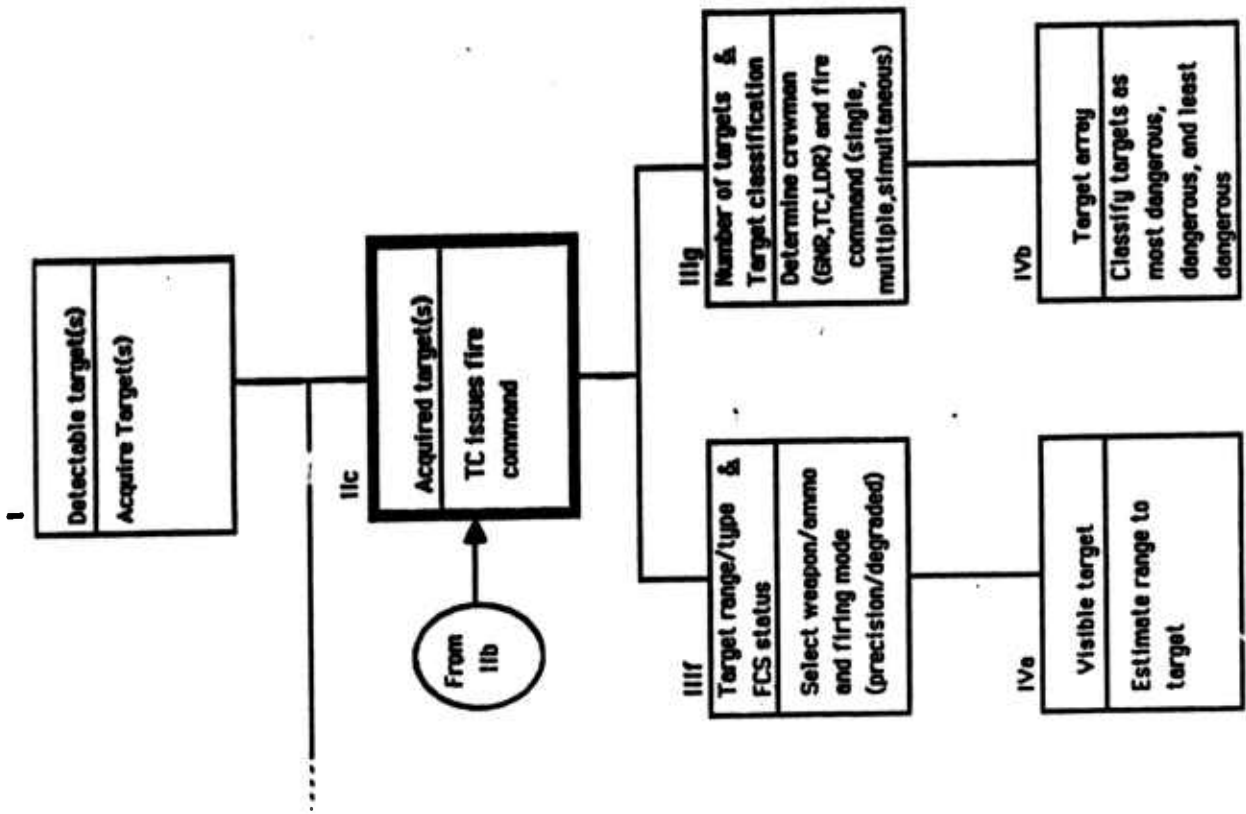 I
Detectable target(s)
Acquire Target(s)
IIc
Acquired target(s)
TC issues fire
command
From
IIb
IIIf
Target range/type &
FCS status
Select weapon/ammo
and firing mode
(precision/degraded)
IIIg
Number of targets &
Target classification
Determine crewman
(GNR,TC,LDR) and fire
command (single,
multiple,simultaneous)
IVa
Visible target
Estimate range to
target
IVb
Target array
Classify targets as
most dangerous,
dangerous, and least
dangerous